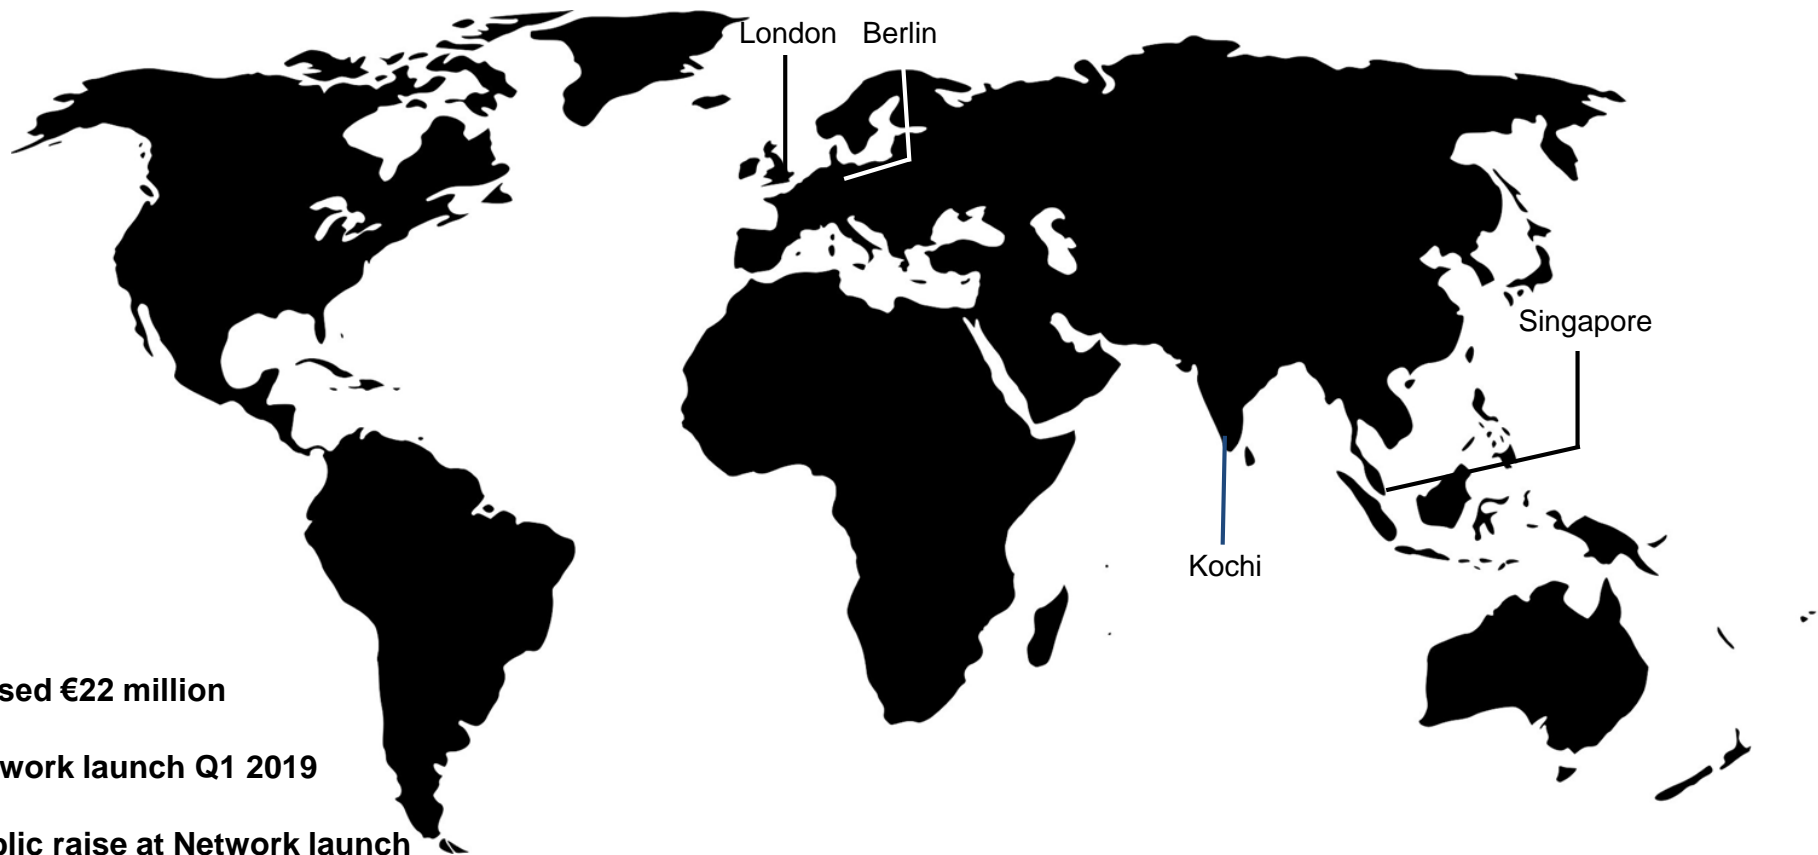 London Berlin
Singapore
Kochi
sed €22 million
work launch Q1 2019
blic raise at Network launch